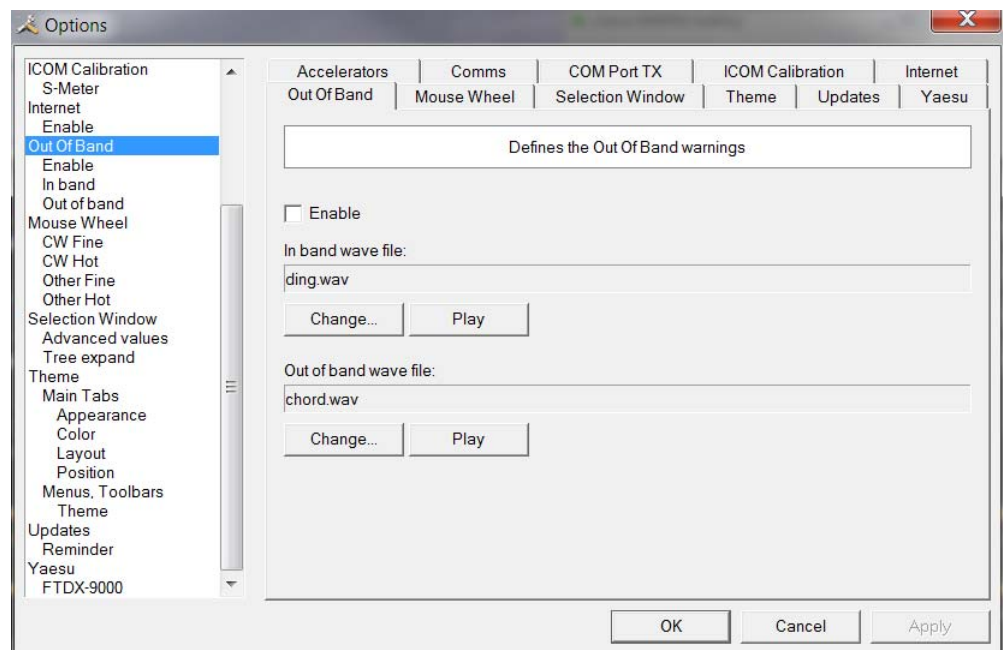 Options
ICOM Calibration
S-Meter
Internet
Enable
Out Of Band
Enable
In band
Out of band
Mouse Wheel
CW Fine
CW Hot
Other Fine
Other Hot
Selection Window
Advanced values
Tree expand
Theme
Main Tabs
Appearance
Color
Layout
Position
Menus, Toolbars
Theme
Updates
Reminder
Yaesu
FTDX-9000
Accelerators Comms COM Port TX ICOM Calibration Internet
Out Of Band Mouse Wheel Selection Window Theme Updates Yaesu
Defines the Out Of Band warnings
Enable
In band wave file:
ding.wav
Change... Play
Out of band wave file:
chord.wav
Change... Play
OK Cancel Apply